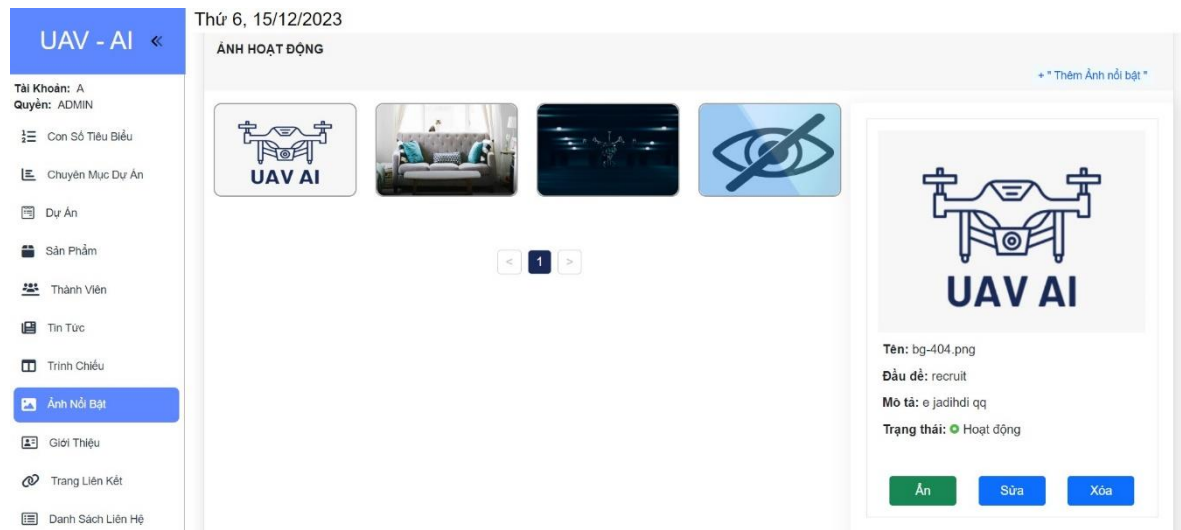 Thứ 6, 15/12/2023
UAV - AI «
Tài Khoản: A
Quyền: ADMIN
Con Số Tiêu Biểu
Chuyên Mục Dự Án
Dự Án
Sản Phẩm
Thành Viên
Tin Tức
Trình Chiếu
Ảnh Nổi Bật
Giới Thiệu
Trang Liên Kết
Danh Sách Liên Hệ
ẢNH HOẠT ĐỘNG
+ " Thêm Ảnh nổi bật "
UAV AI
< 1 >
UAV AI
Tên: bg-404.png
Đầu đề: recruit
Mô tả: e jadihdi qq
Trạng thái: Hoạt động
Ẩn Sửa Xóa